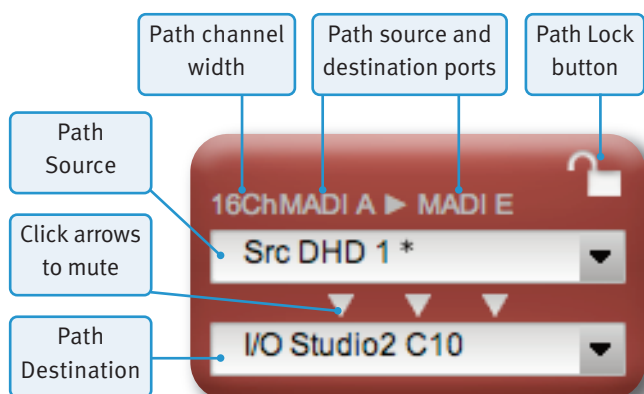 Path channel
width
Path source and
destination ports
Path Lock
button
Path
Source
16ChMADI A ▶ MADI E
Src DHD 1 *
Click arrows
to mute
I/O Studio2 C10
Path
Destination